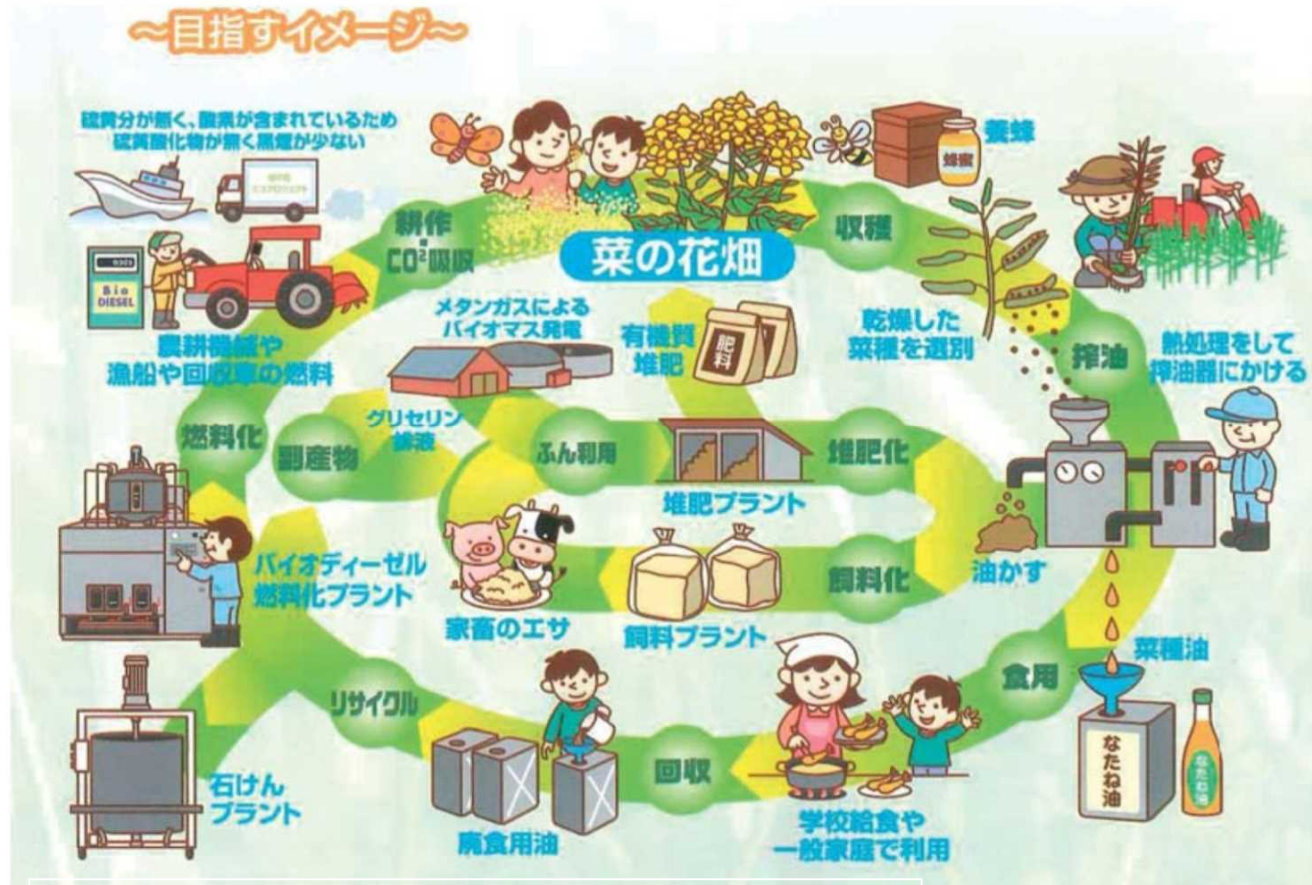 ～目指すイメージ～
硫黄分が無く、酸素が含まれているため
硫黄酸化物が無く黒煙が少ない
Bio
DIESEL
農耕機械や
漁船や回収車の燃料
耕作
・
CO²吸収
菜の花畑
蜂蜜
養蜂
収穫
乾燥した
菜種を選別
搾油
熱処理をして
搾油器にかける
メタンガスによる
バイオマス発電
有機質
堆肥
肥料
燃料化
副産物
グリセリン
排液
ふん利用
堆肥プラント
堆肥化
油かす
バイオディーゼル
燃料化プラント
家畜のエサ
飼料プラント
飼料化
菜種油
なたね油
なたね油
食用
学校給食や
一般家庭で利用
回収
廃食用油
リサイクル
石けん
プラント